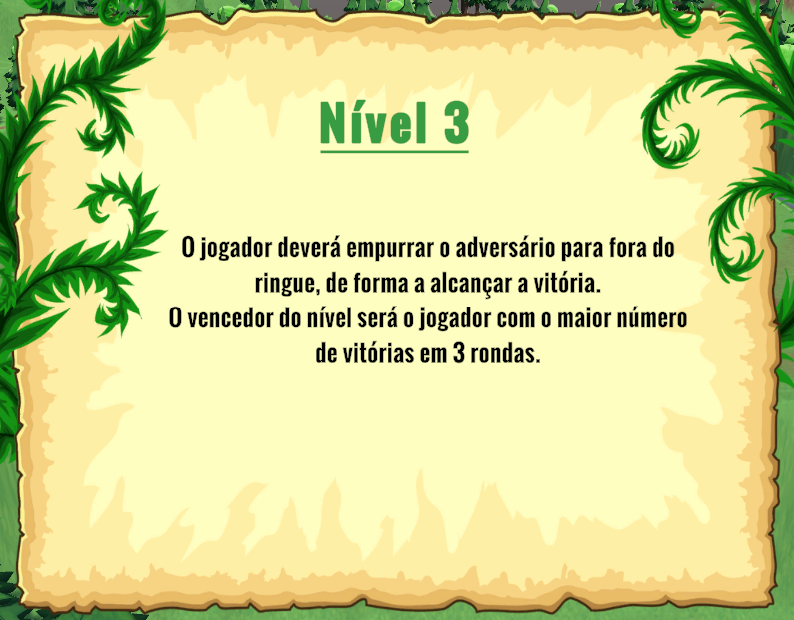 Nível 3
O jogador deverá empurrar o adversário para fora do
ringue, de forma a alcançar a vitória.
O vencedor do nível será o jogador com o maior número
de vitórias em 3 rondas.